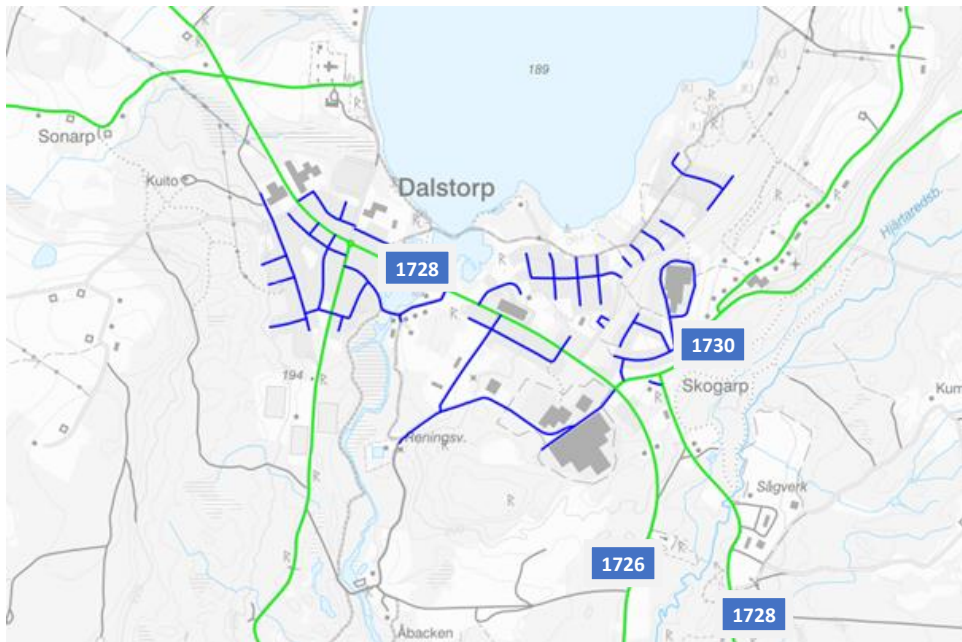 189
Sonarp
Kuito
Dalstorp
Hjärtaredsb.
1728
1730
194
Skogarp
Kum
Reningsv.
Sågverk
1726
1728
Åbacken